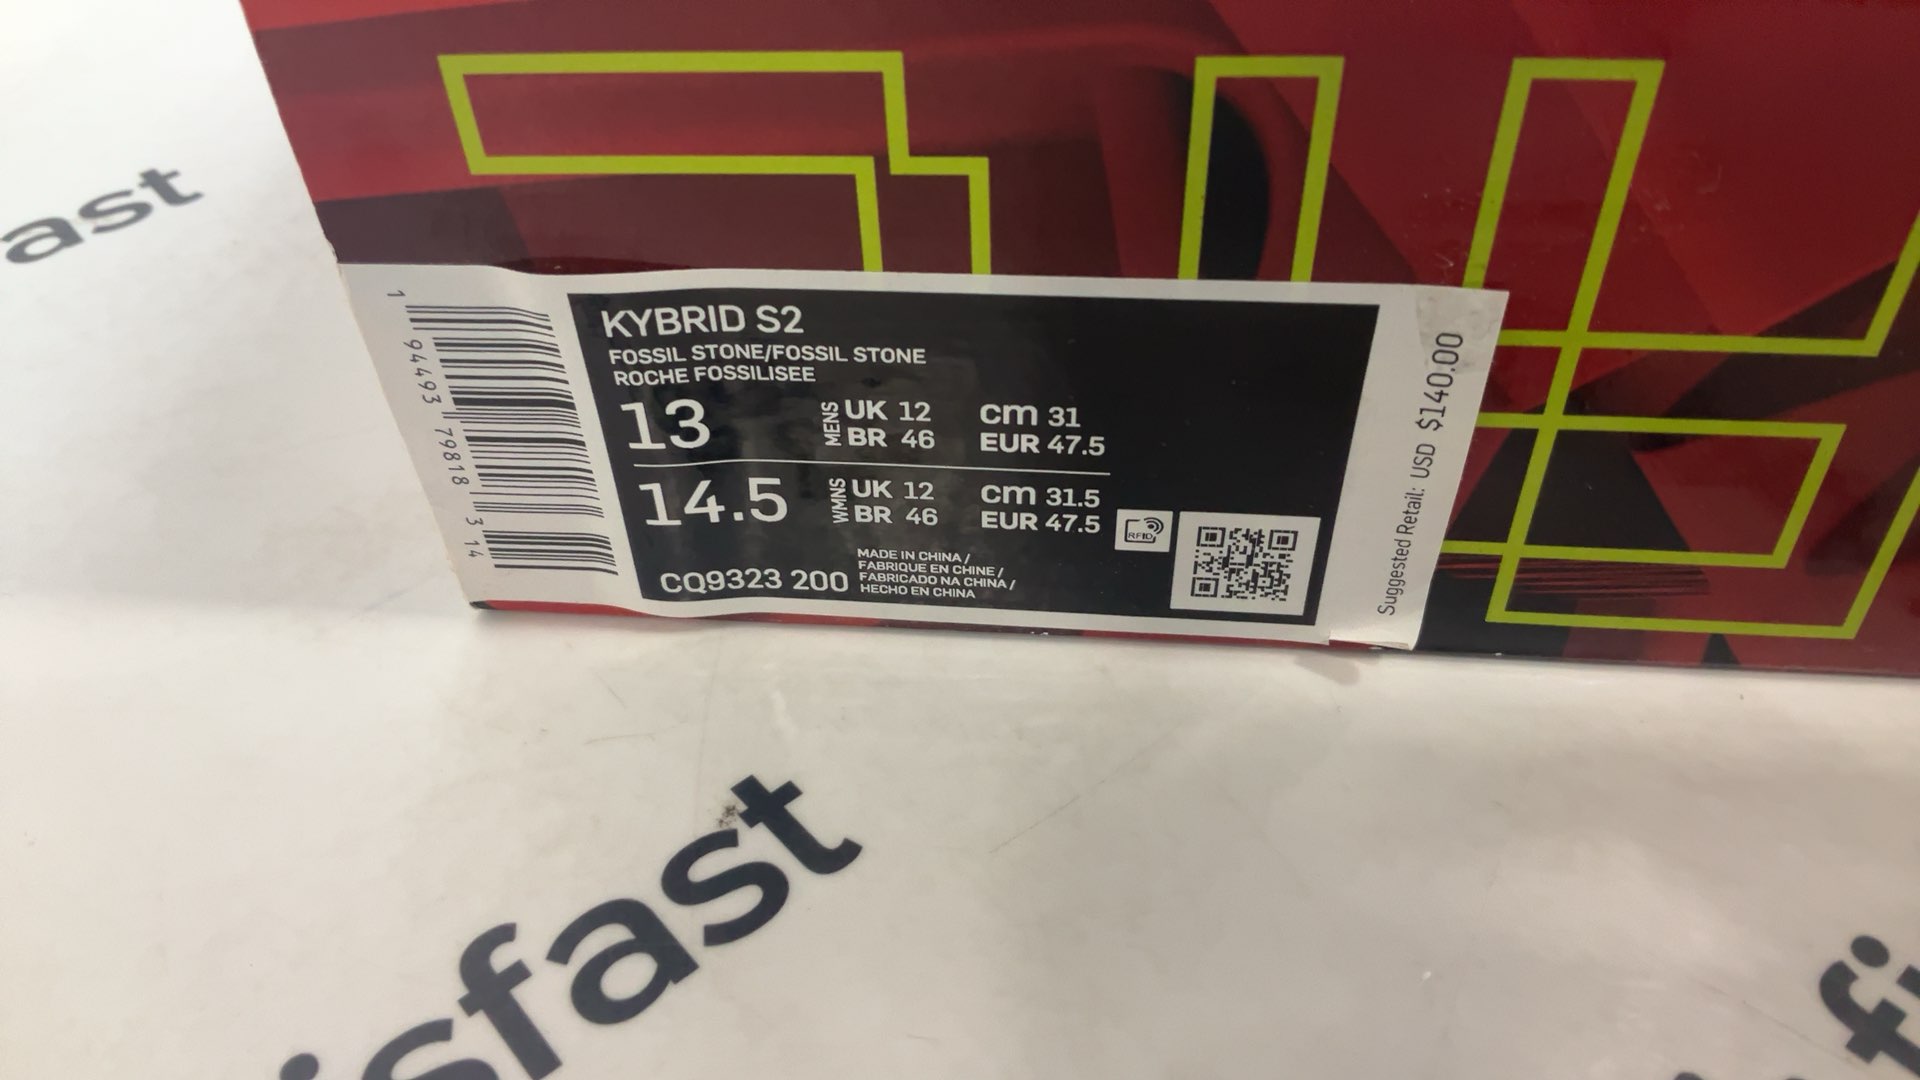 ast
KYBRID S2
FOSSIL STONE/FOSSIL STONE
ROCHE FOSSILISEE
13 MENS UK 12 cm 31
BR 46 EUR 47.5
14.5 WMNS UK 12 cm 31.5
BR 46 EUR 47.5
RFID
CQ9323 200
MADE IN CHINA /
FABRIQUE EN CHINE /
FABRICADO NA CHINA /
HECHO EN CHINA
1 94493 79818 3 14
Suggested Retail: USD $140.00
isfast